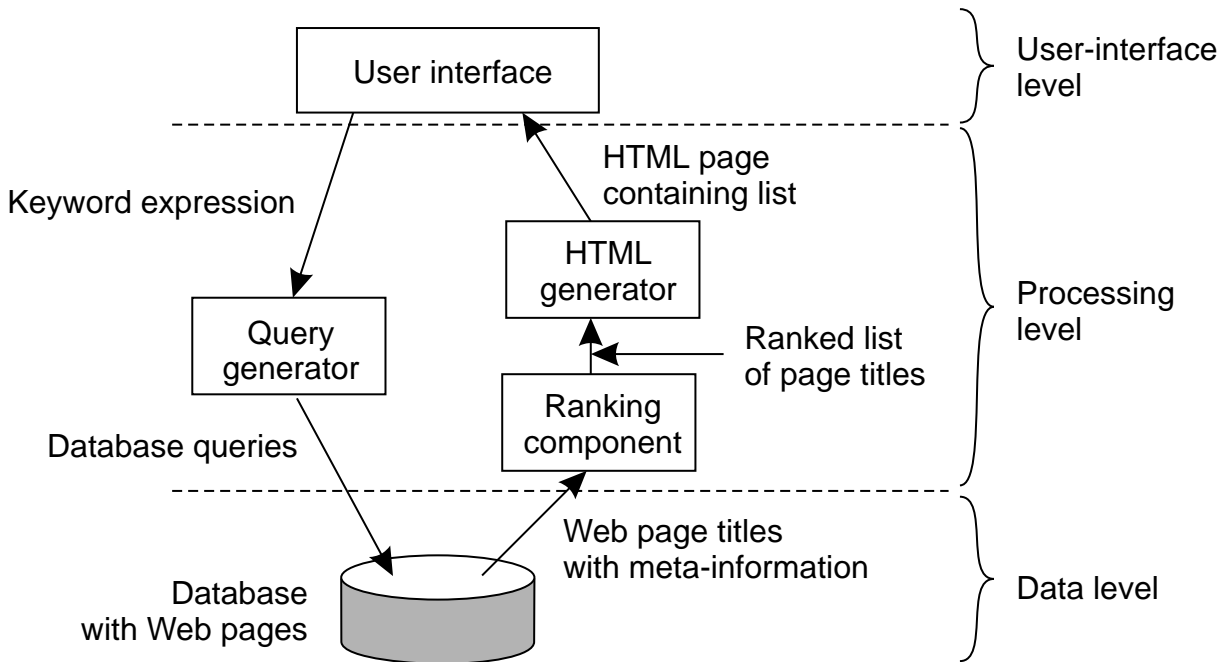 User interface
User-interface
level
HTML page
containing list
Keyword expression
HTML
generator
Processing
level
Query
generator
Ranked list
of page titles
Ranking
component
Database queries
Web page titles
with meta-information
Database
with Web pages
Data level